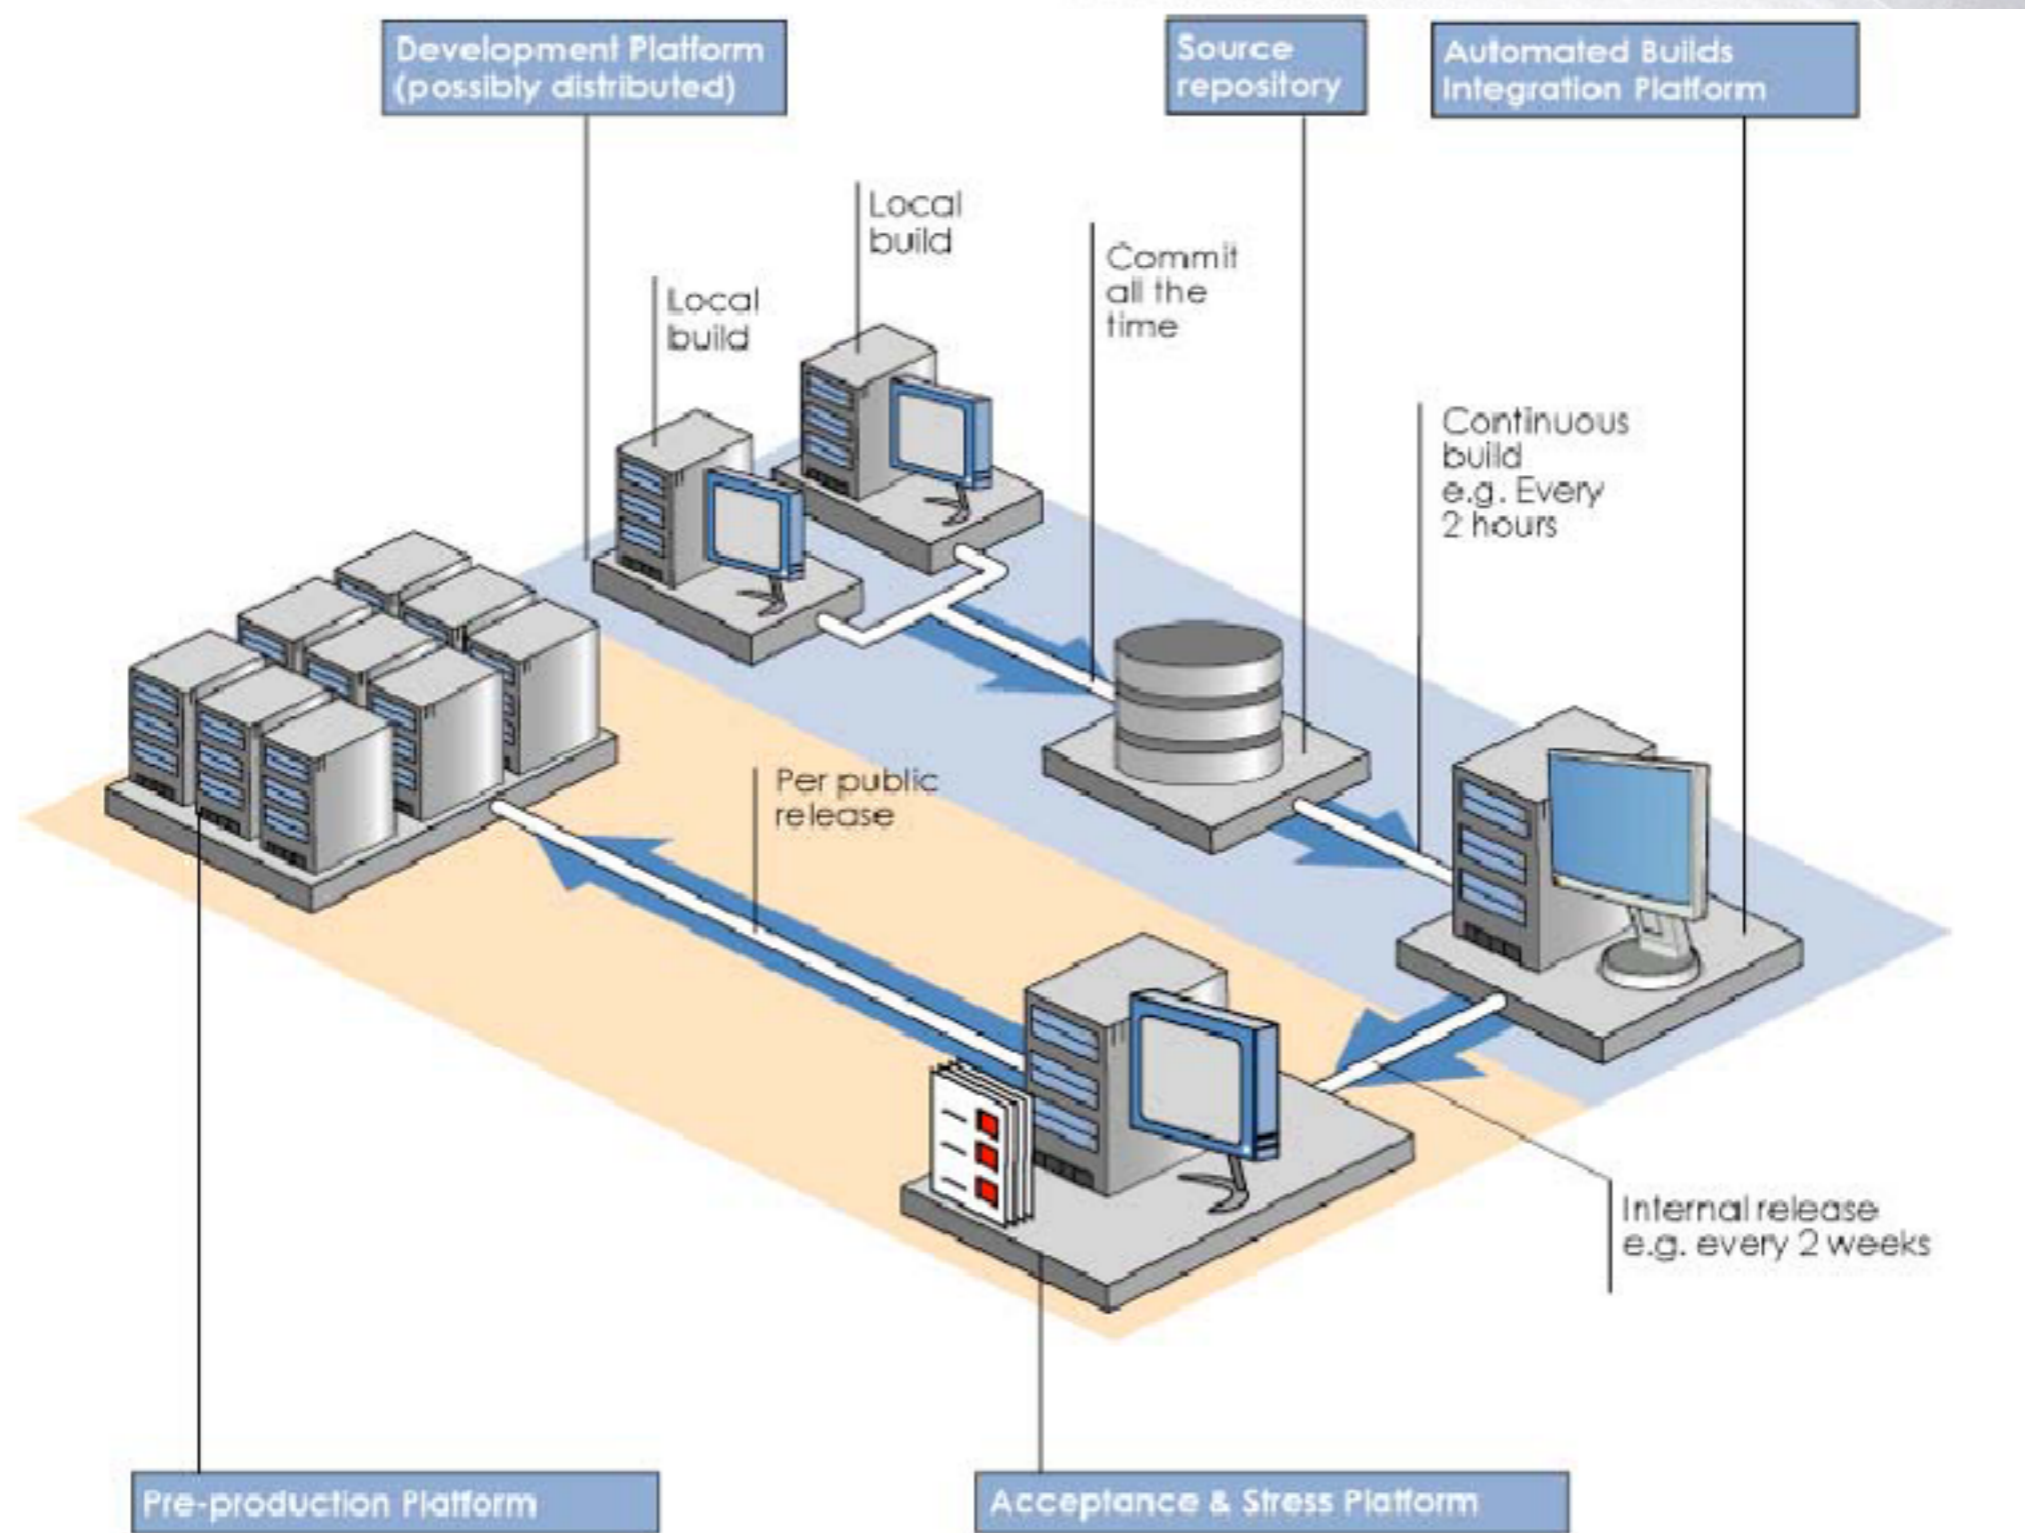 Development Platform
(possibly distributed)
Source
repository
Automated Builds
Integration Platform
Local
build
Local
build
Commit
all the
time
Continuous
build
e.g. Every
2 hours
Per public
release
Internal release
e.g. every 2 weeks
Pre-production Platform
Acceptance & Stress Platform